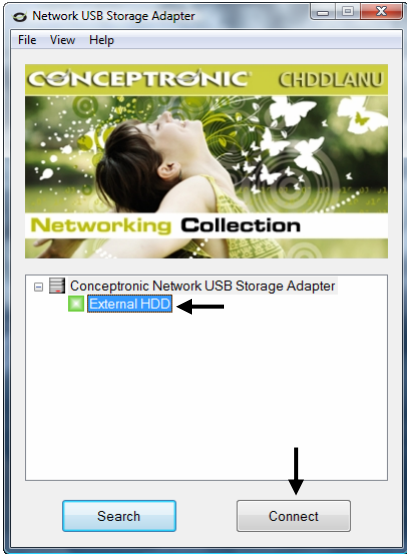 Network USB Storage Adapter
File View Help
CONCEPTRONIC CHDDLANU
Networking Collection
Conceptronic Network USB Storage Adapter
External HDD
Search Connect